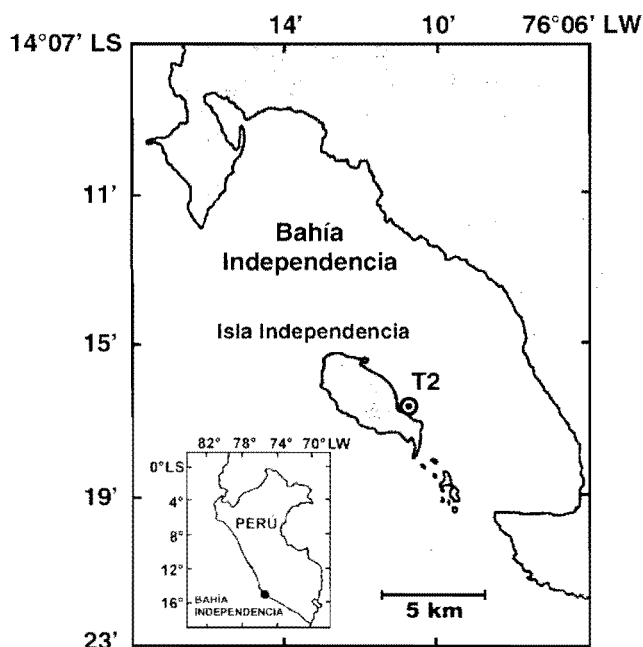 14' 10' 76°06' LW
14°07' LS
11'
Bahía
Independencia
Isla Independencia
15'
T2
82° 78° 74° 70° LW
0°LS
4°
PERÚ
8°
12°
16°
BAHÍA
INDEPENDENCIA
19'
5 km
23'